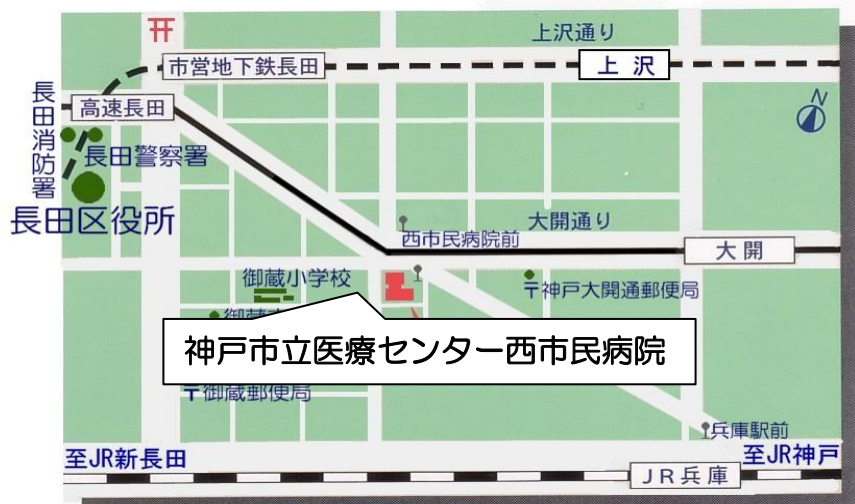 上沢通り
市営地下鉄長田
上沢
N
高速長田
長田消防署
長田警察署
長田区役所
大開通り
西市民病院前
大開
御蔵小学校
〒神戸大開通郵便局
神戸市立医療センター西市民病院
〒御蔵郵便局
兵庫駅前
至JR新長田
至JR神戸
JR兵庫